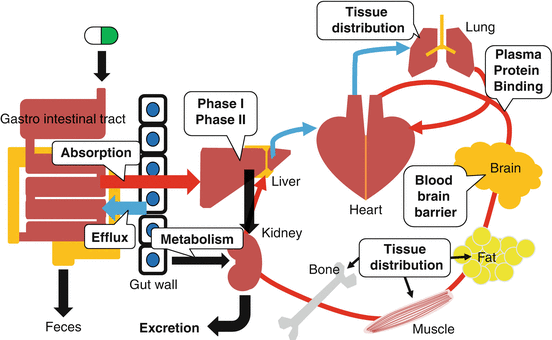 Tissue
distribution
Lung
Plasma
Protein
Binding
Phase I
Phase II
Gastro intestinal tract
Absorption
Liver
Heart
Brain
Blood
brain
barrier
Efflux
Metabolism
Kidney
Gut wall
Bone
Tissue
distribution
Fat
Feces
Excretion
Muscle